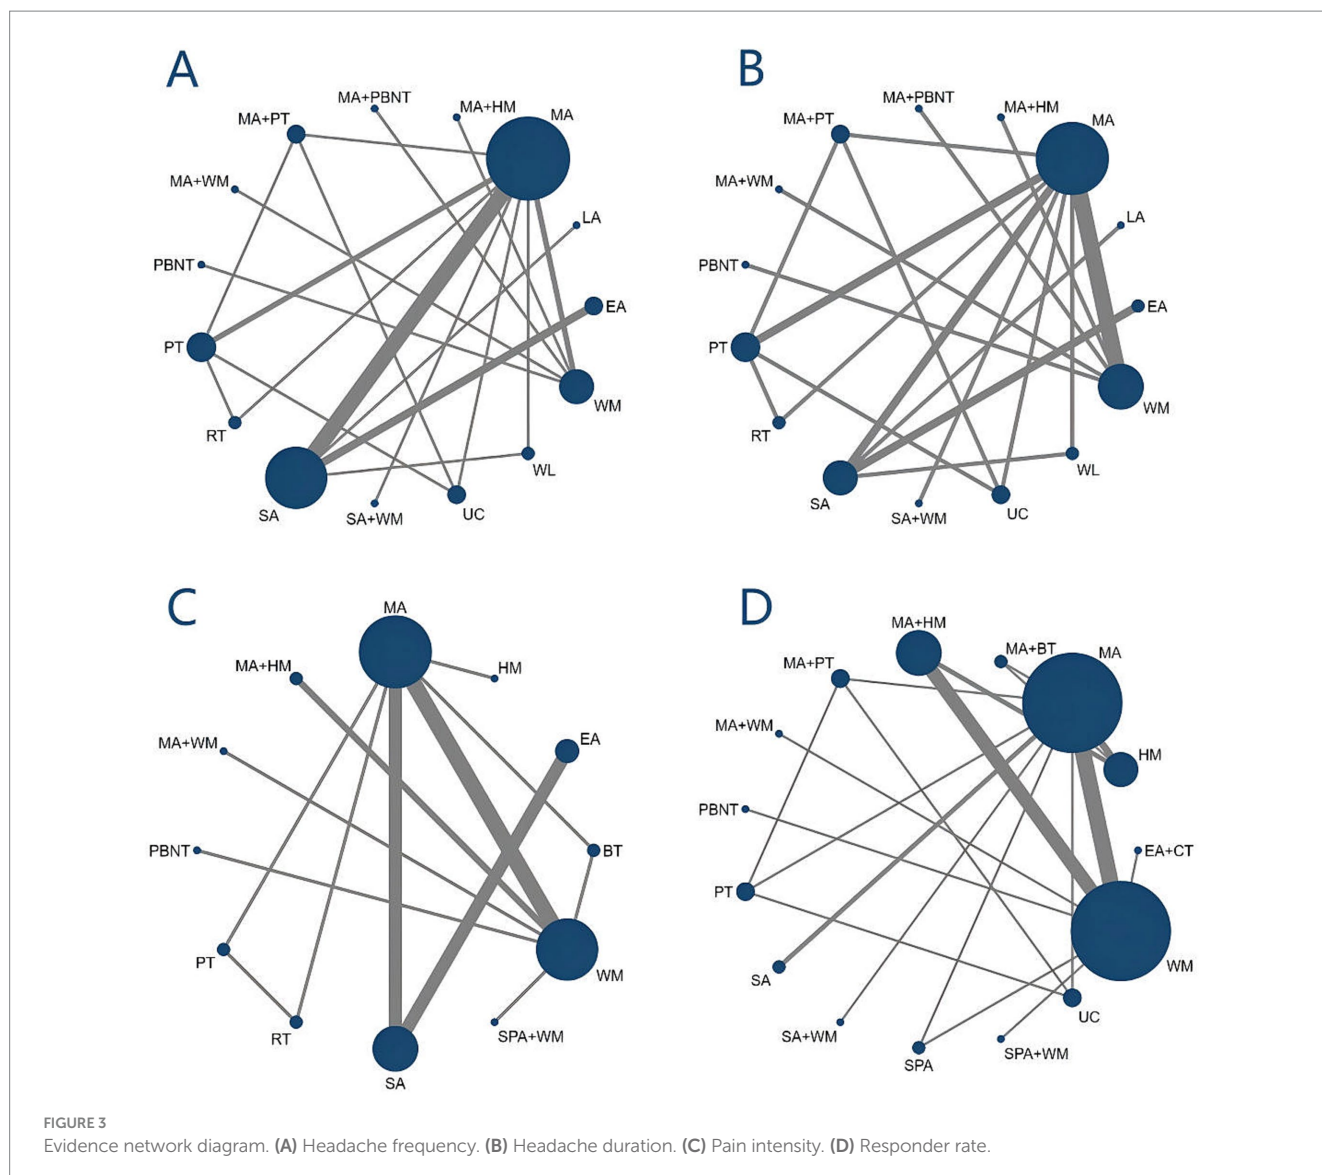 A
MA+PBNT
MA+HM
MA
MA+PT
MA+WM
LA
PBNT
EA
PT
WM
RT
WL
SA
SA+WM
UC
B
MA+PBNT
MA+HM
MA
MA+PT
MA+WM
LA
PBNT
EA
PT
WM
RT
WL
SA
SA+WM
UC
C
MA
MA+HM
HM
MA+WM
EA
PBNT
BT
PT
WM
RT
SPA+WM
SA
D
MA+HM
MA+BT
MA
MA+PT
MA+WM
HM
PBNT
EA+CT
PT
WM
SA
UC
SA+WM
SPA+WM
SPA
FIGURE 3
Evidence network diagram. (A) Headache frequency. (B) Headache duration. (C) Pain intensity. (D) Responder rate.